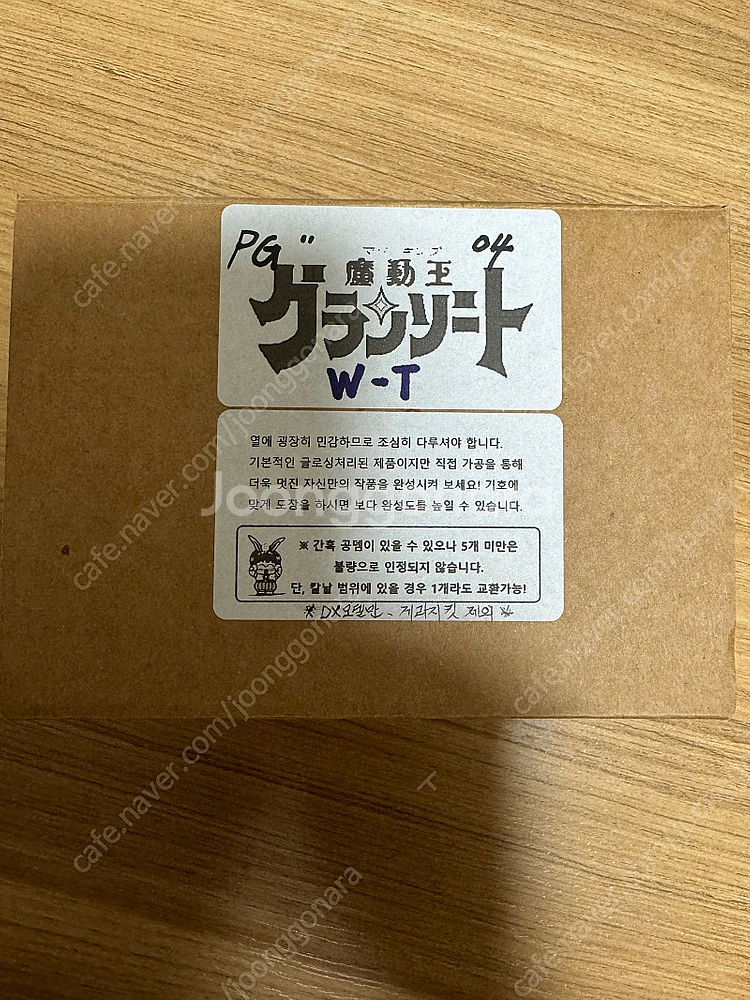 PG " 04
魔動王
グランゾート
W-T
열에 굉장히 민감하므로 조심히 다루셔야 합니다.
기본적인 글로싱처리된 제품이지만 직접 가공을 통해
더욱 멋진 자신만의 작품을 완성시켜 보세요! 기호에
맞게 도장을 하시면 보다 완성도를 높일 수 있습니다.
※ 간혹 공뎀이 있을 수 있으나 5개 미만은
불량으로 인정되지 않습니다.
단, 칼날 범위에 있을 경우 1개라도 교환가능!
※ DX모델만 - 제과지킷 제외 ※
Joonggonara
cafe.naver.com/joonggonara